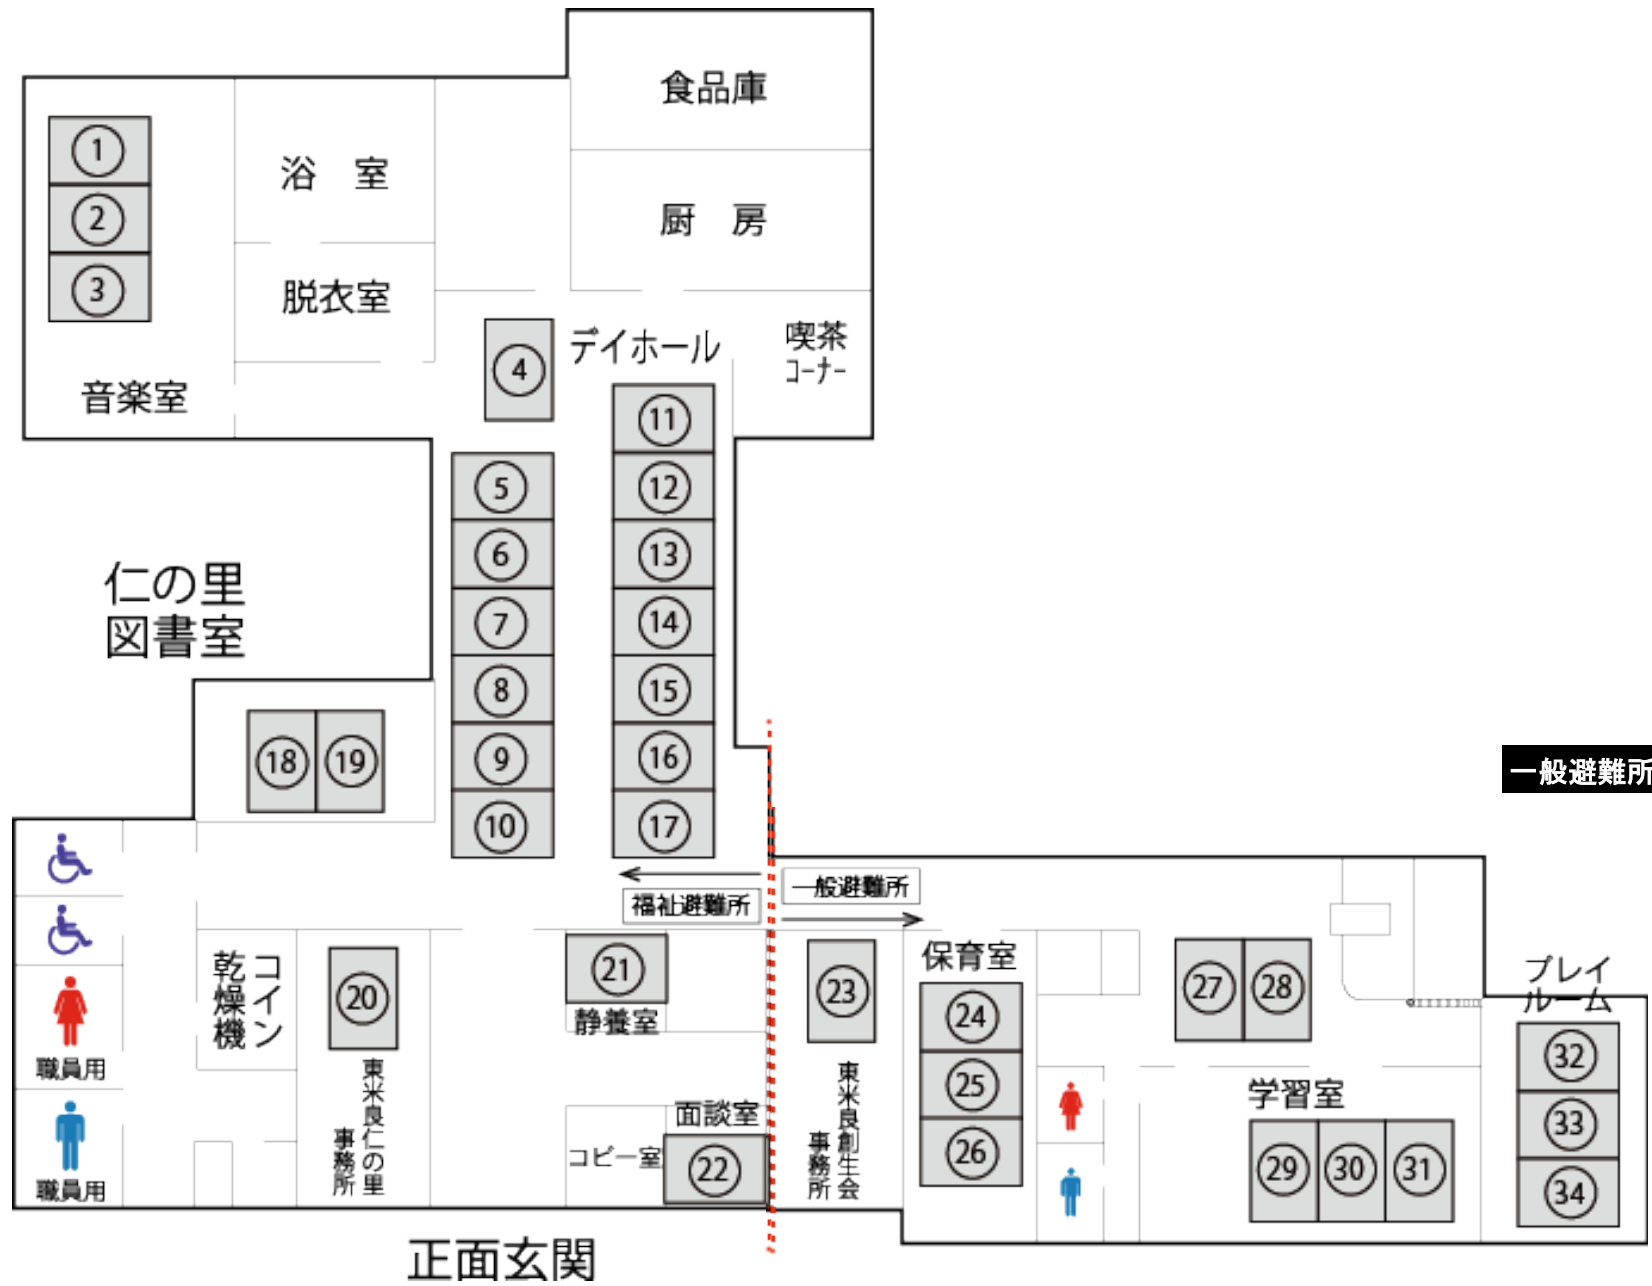 食品庫
厨 房
浴 室
脱衣室
音楽室
①
②
③
デイホール
喫茶
コーナー
④
⑤
⑥
⑦
⑧
⑨
⑩
⑪
⑫
⑬
⑭
⑮
⑯
⑰
仁の里
図書室
⑱
⑲
一般避難所
福祉避難所
一般避難所
職員用
職員用
コイン
乾燥機
⑳
東米良仁の里
事務所
㉑
静養室
面談室
コピー室
㉒
㉓
東米良創生会
事務所
保育室
㉔
㉕
㉖
㉗
㉘
学習室
㉙
㉚
㉛
プレイ
ルーム
㉜
㉝
㉞
正面玄関